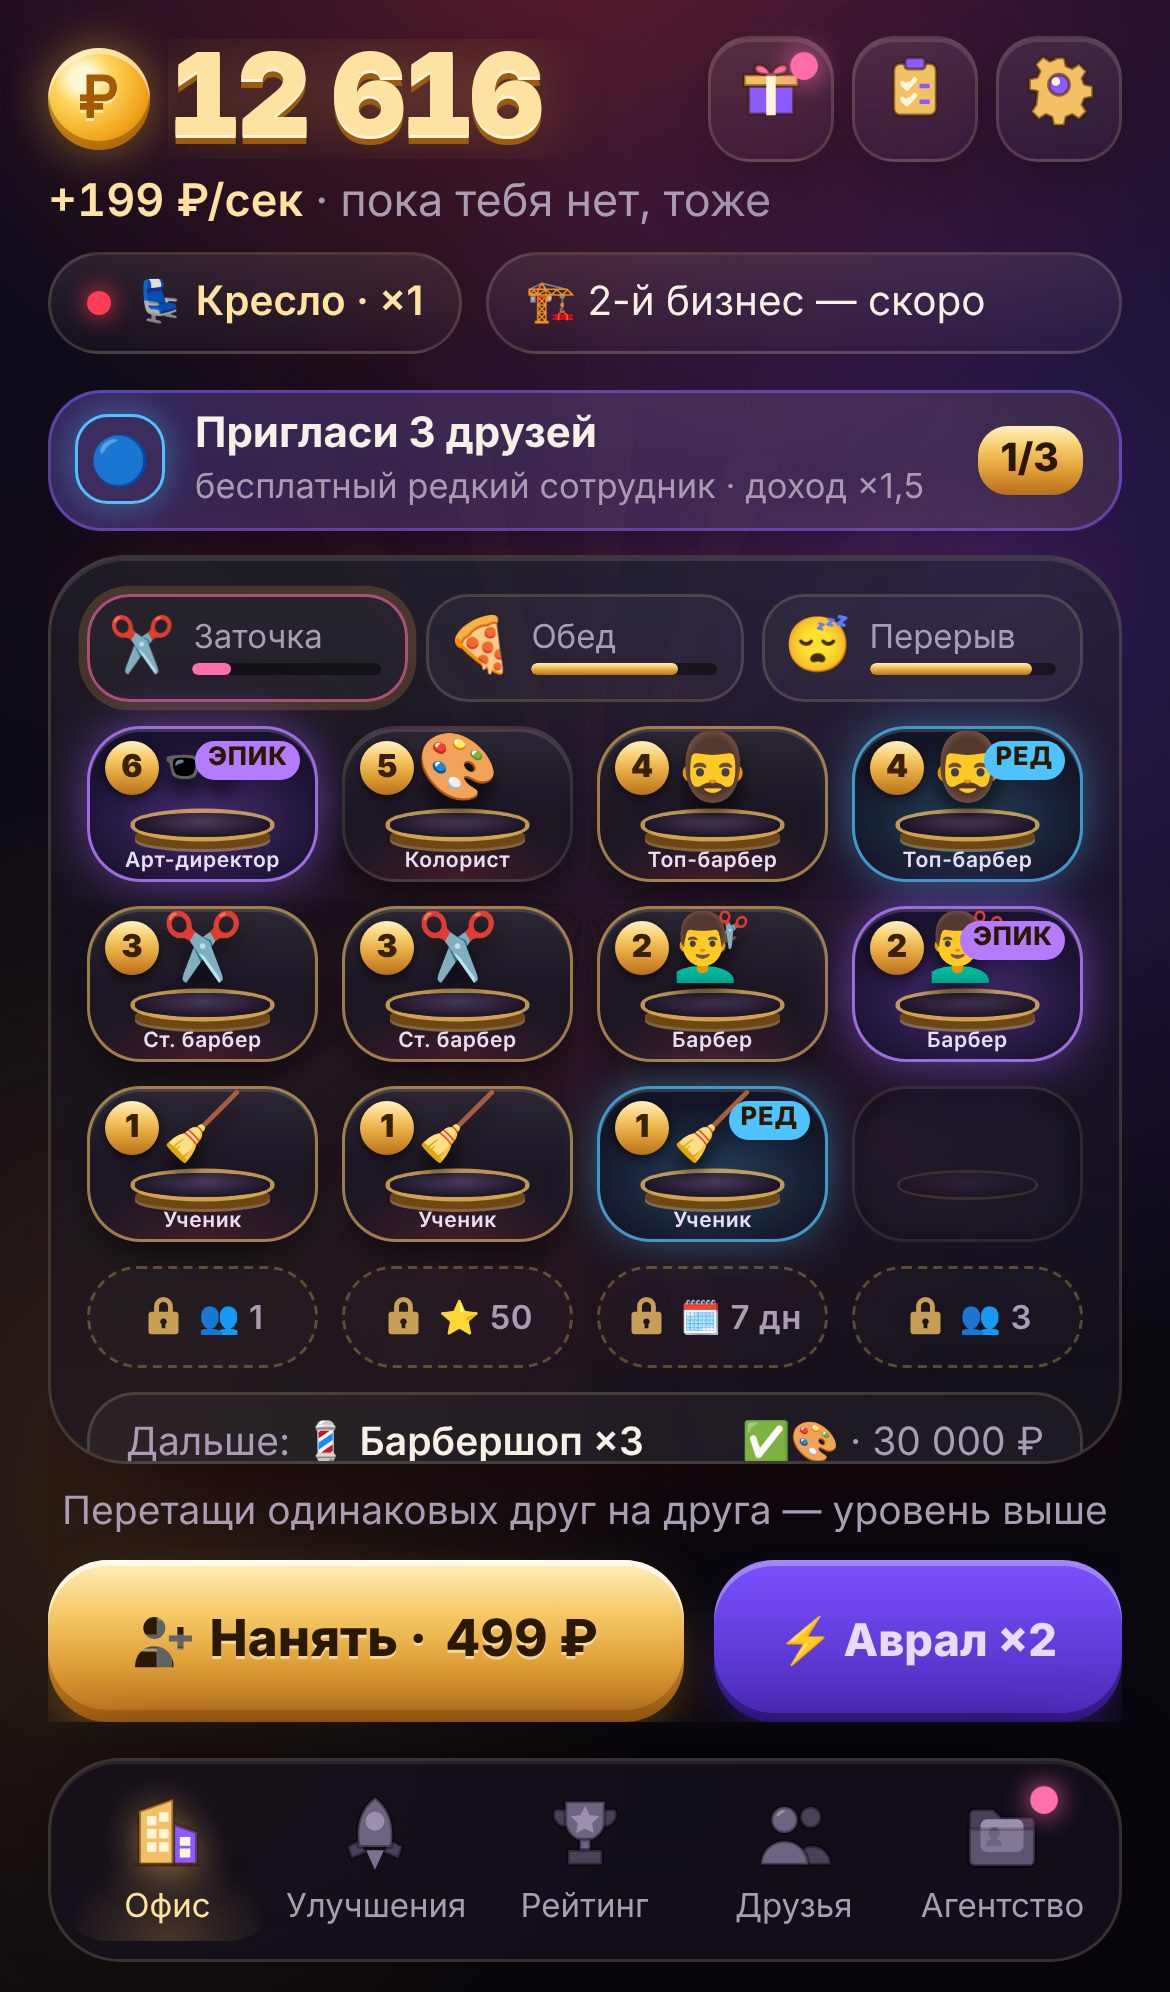 ₽ 12 616
+199 ₽/сек · пока тебя нет, тоже
Кресло · ×1
2-й бизнес — скоро
Пригласи 3 друзей
бесплатный редкий сотрудник · доход ×1,5
1/3
Заточка
Обед
Перерыв
6 ЭПИК
Арт-директор
5
Колорист
4
Топ-барбер
4 РЕД
Топ-барбер
3
Ст. барбер
3
Ст. барбер
2
Барбер
2 ЭПИК
Барбер
1
Ученик
1
Ученик
1 РЕД
Ученик
1
50
7 дн
3
Дальше: 💈 Барбершоп ×3
✅🎨 · 30 000 ₽
Перетащи одинаковых друг на друга — уровень выше
Нанять · 499 ₽
⚡ Аврал ×2
Офис
Улучшения
Рейтинг
Друзья
Агентство